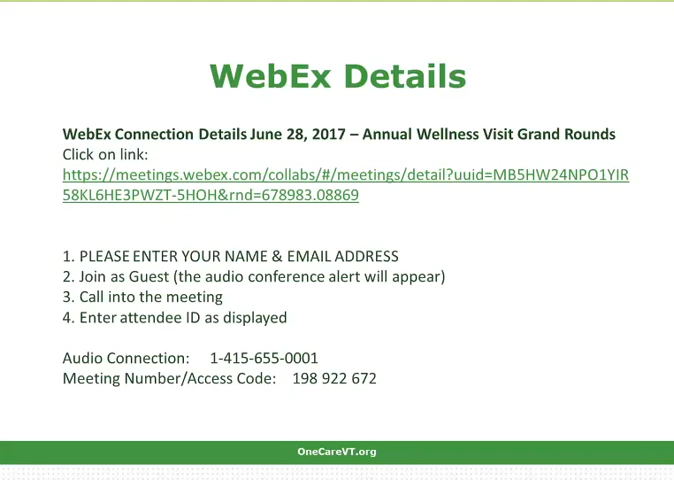 WebEx Details
WebEx Connection Details June 28, 2017 – Annual Wellness Visit Grand Rounds
Click on link:
https://meetings.webex.com/collabs/#/meetings/detail?uuid=MB5HW24NPO1YIR
58KL6HE3PWZT-5HOH&rnd=678983.08869
1. PLEASE ENTER YOUR NAME & EMAIL ADDRESS
2. Join as Guest (the audio conference alert will appear)
3. Call into the meeting
4. Enter attendee ID as displayed
Audio Connection: 1-415-655-0001
Meeting Number/Access Code: 198 922 672
OneCareVT.org